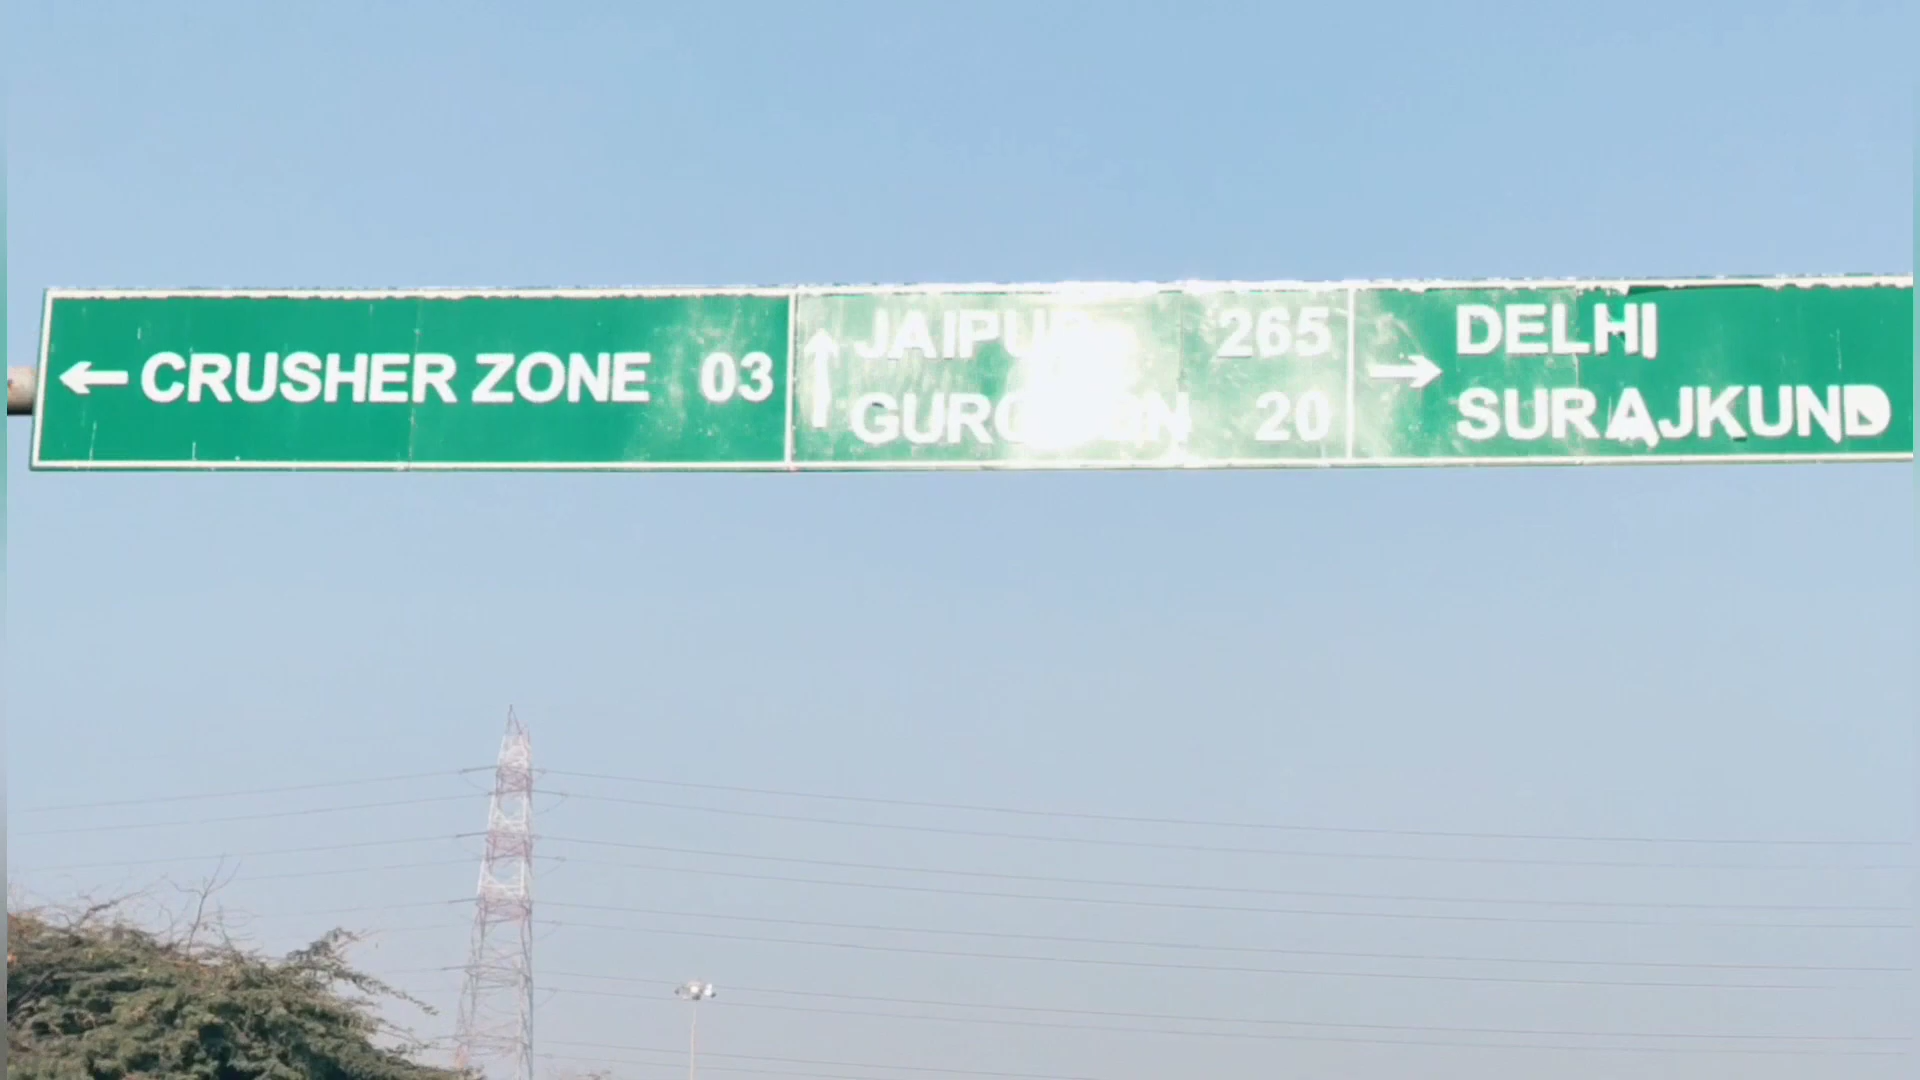 ← CRUSHER ZONE 03
↑ JAIPUR 265
GURGAON 20
→ DELHI
SURAJKUND